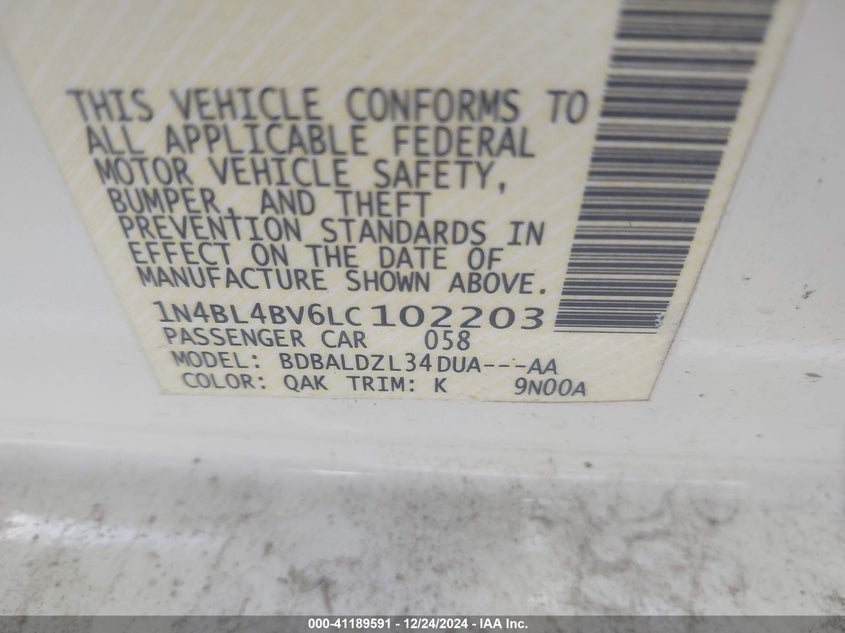 THIS VEHICLE CONFORMS TO
ALL APPLICABLE FEDERAL
MOTOR VEHICLE SAFETY,
BUMPER, AND THEFT
PREVENTION STANDARDS IN
EFFECT ON THE DATE OF
MANUFACTURE SHOWN ABOVE.
1N4BL4BV6LC102203
PASSENGER CAR 058
MODEL: BDBALDZL34DUA---AA
COLOR: QAK TRIM: K 9N00A
000-41189591 - 12/24/2024 - IAA Inc.